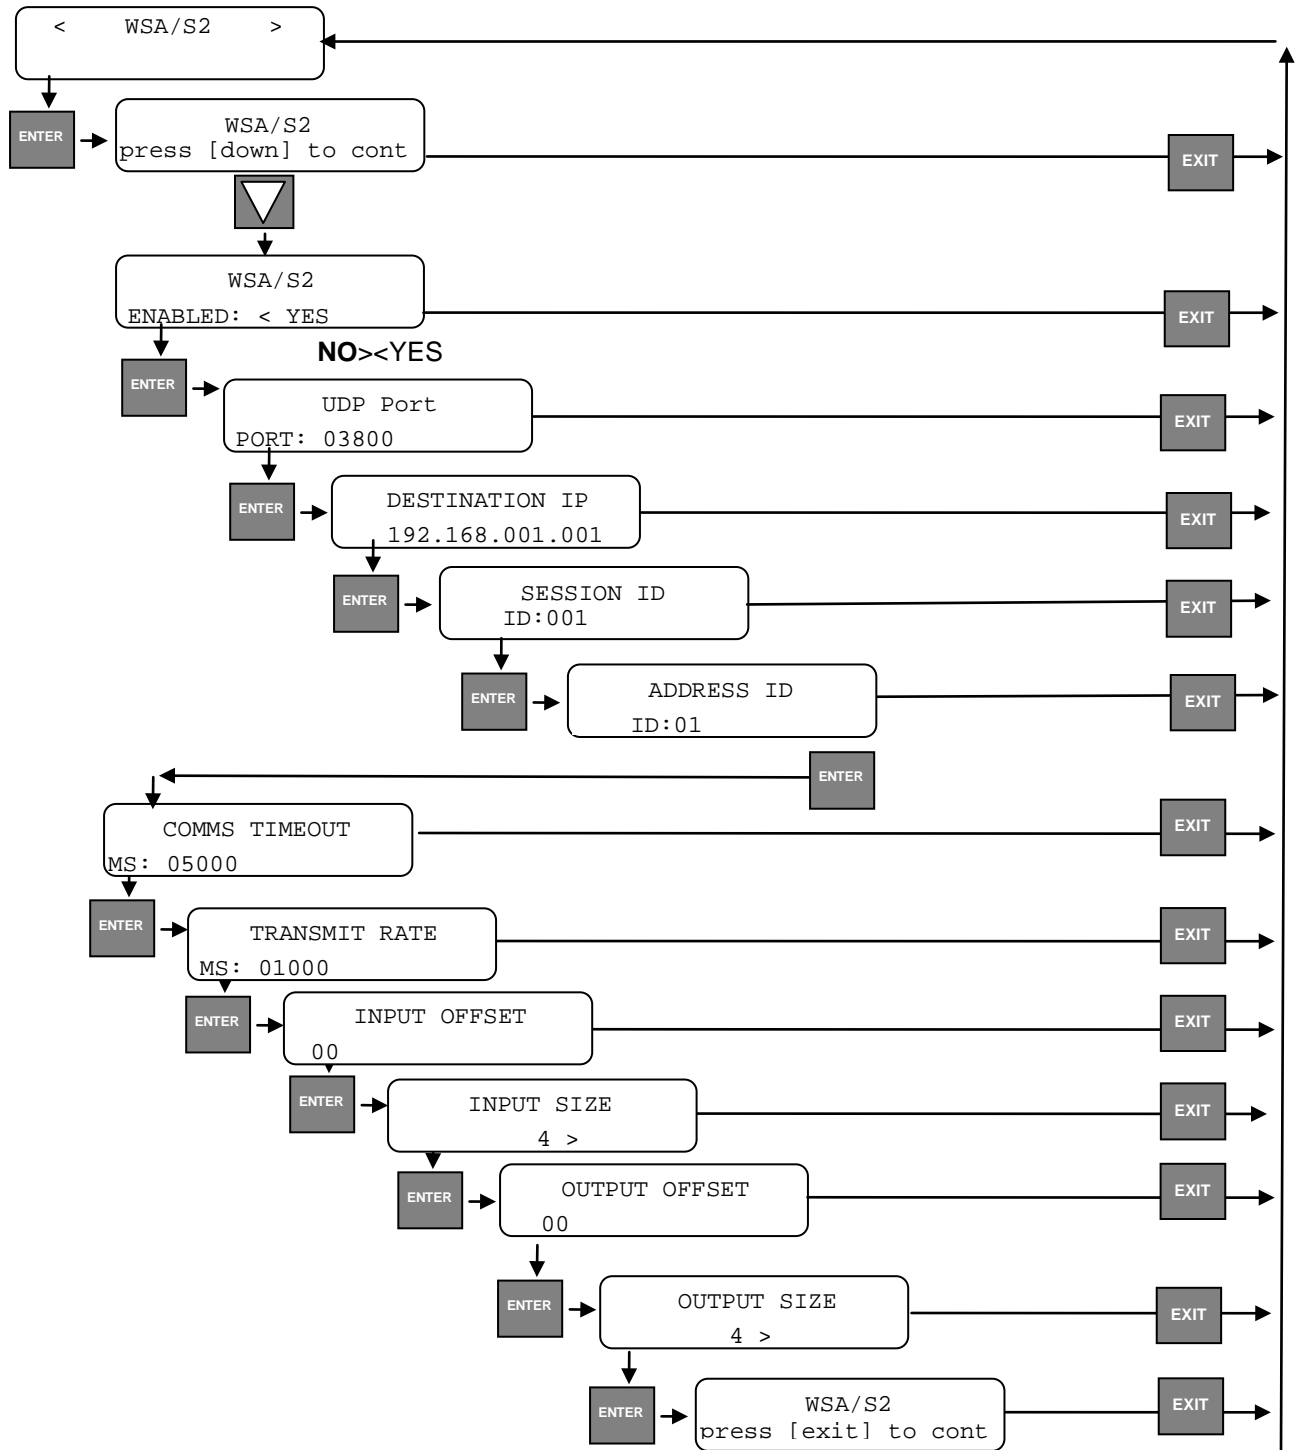 < WSA/S2 >
ENTER
WSA/S2
press [down] to cont
EXIT
WSA/S2
ENABLED: < YES
EXIT
NO><YES
ENTER
UDP Port
PORT: 03800
EXIT
ENTER
DESTINATION IP
192.168.001.001
EXIT
ENTER
SESSION ID
ID:001
EXIT
ENTER
ADDRESS ID
ID:01
EXIT
ENTER
COMMS TIMEOUT
MS: 05000
EXIT
ENTER
TRANSMIT RATE
MS: 01000
EXIT
ENTER
INPUT OFFSET
00
EXIT
ENTER
INPUT SIZE
4 >
EXIT
ENTER
OUTPUT OFFSET
00
EXIT
ENTER
OUTPUT SIZE
4 >
EXIT
ENTER
WSA/S2
press [exit] to cont
EXIT